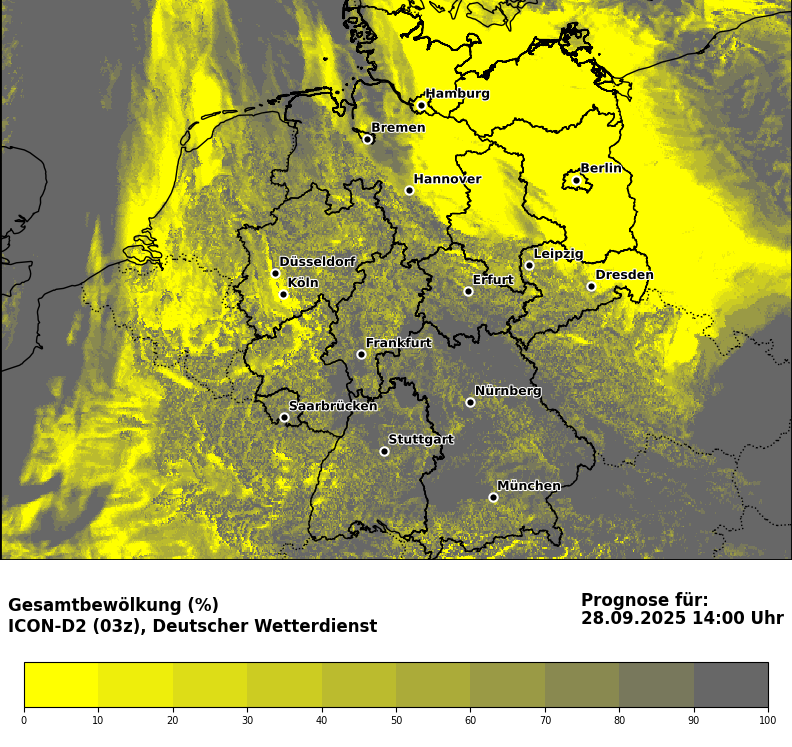 Hamburg
Bremen
Berlin
Hannover
Düsseldorf
Leipzig
Köln
Erfurt
Dresden
Frankfurt
Nürnberg
Saarbrücken
Stuttgart
München
Gesamtbewölkung (%)
ICON-D2 (03z), Deutscher Wetterdienst
Prognose für:
28.09.2025 14:00 Uhr
0 10 20 30 40 50 60 70 80 90 100